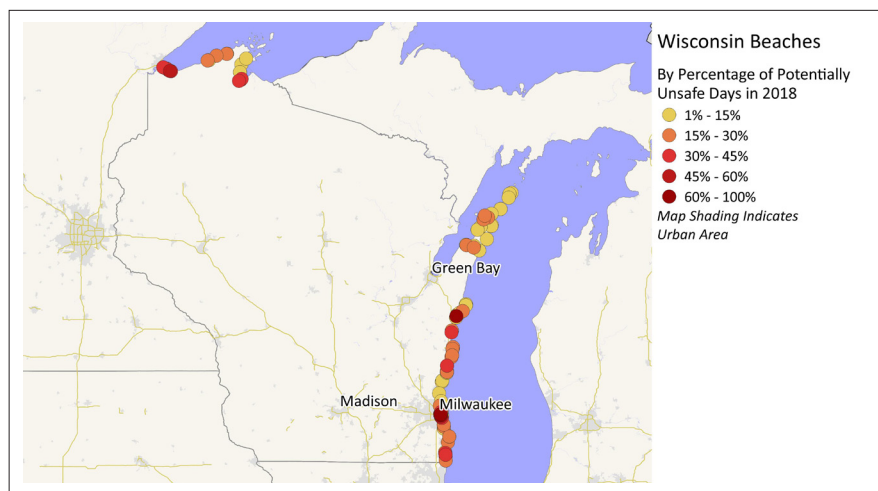 Wisconsin Beaches
By Percentage of Potentially
Unsafe Days in 2018
1% - 15%
15% - 30%
30% - 45%
45% - 60%
60% - 100%
Map Shading Indicates
Urban Area
Green Bay
Madison
Milwaukee